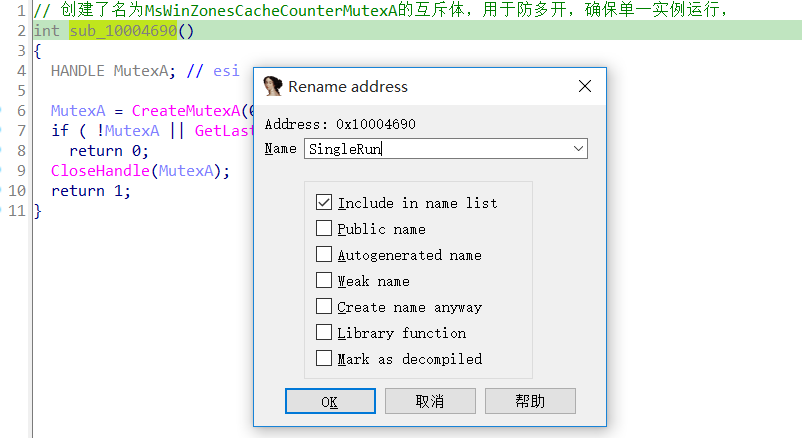 1 // 创建了名为MsWinZonesCacheCounterMutexA的互斥体，用于防多开，确保单一实例运行，
2 int sub_10004690()
3 {
4 HANDLE MutexA; // esi
5
6 MutexA = CreateMutexA(
7 if ( !MutexA || GetLast
8 return 0;
9 CloseHandle(MutexA);
10 return 1;
11 }
Rename address
Address: 0x10004690
Name SingleRun
Include in name list
Public name
Autogenerated name
Weak name
Create name anyway
Library function
Mark as decompiled
OK 取消 帮助